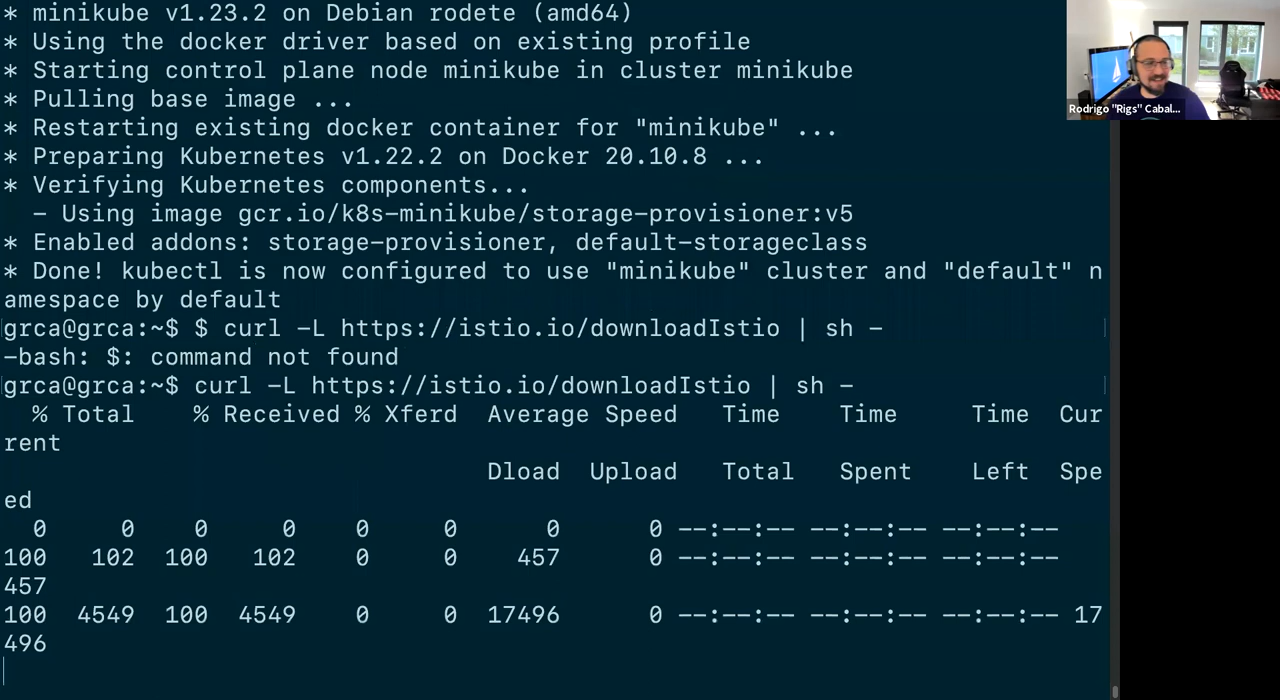 * minikube v1.23.2 on Debian rodete (amd64)
* Using the docker driver based on existing profile
* Starting control plane node minikube in cluster minikube
* Pulling base image ...
* Restarting existing docker container for "minikube" ...
* Preparing Kubernetes v1.22.2 on Docker 20.10.8 ...
* Verifying Kubernetes components...
  - Using image gcr.io/k8s-minikube/storage-provisioner:v5
* Enabled addons: storage-provisioner, default-storageclass
* Done! kubectl is now configured to use "minikube" cluster and "default" n
amespace by default
grca@grca:~$ $ curl -L https://istio.io/downloadIstio | sh -
-bash: $: command not found
grca@grca:~$ curl -L https://istio.io/downloadIstio | sh -
  % Total    % Received % Xferd  Average Speed   Time    Time     Time  Cur
rent
                                 Dload  Upload   Total   Spent    Left  Spe
ed
  0     0    0     0    0     0      0      0 --:--:-- --:--:-- --:--:--
100   102  100   102    0     0    457      0 --:--:-- --:--:-- --:--:--
457
100  4549  100  4549    0     0  17496      0 --:--:-- --:--:-- --:--:-- 17
496
Rodrigo "Rigs" Cabal...